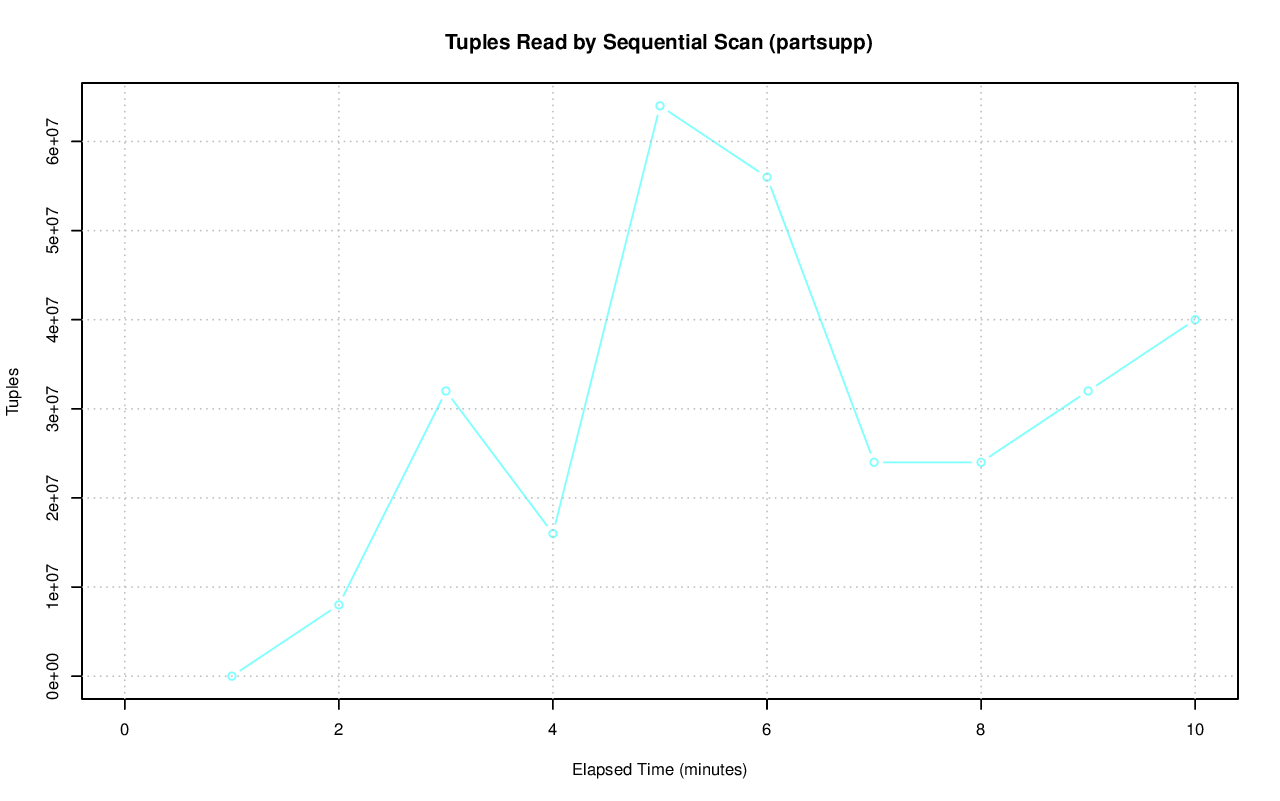 Tuples Read by Sequential Scan (partsupp)
Tuples
6e+07
5e+07
4e+07
3e+07
2e+07
1e+07
0e+00
0 2 4 6 8 10
Elapsed Time (minutes)